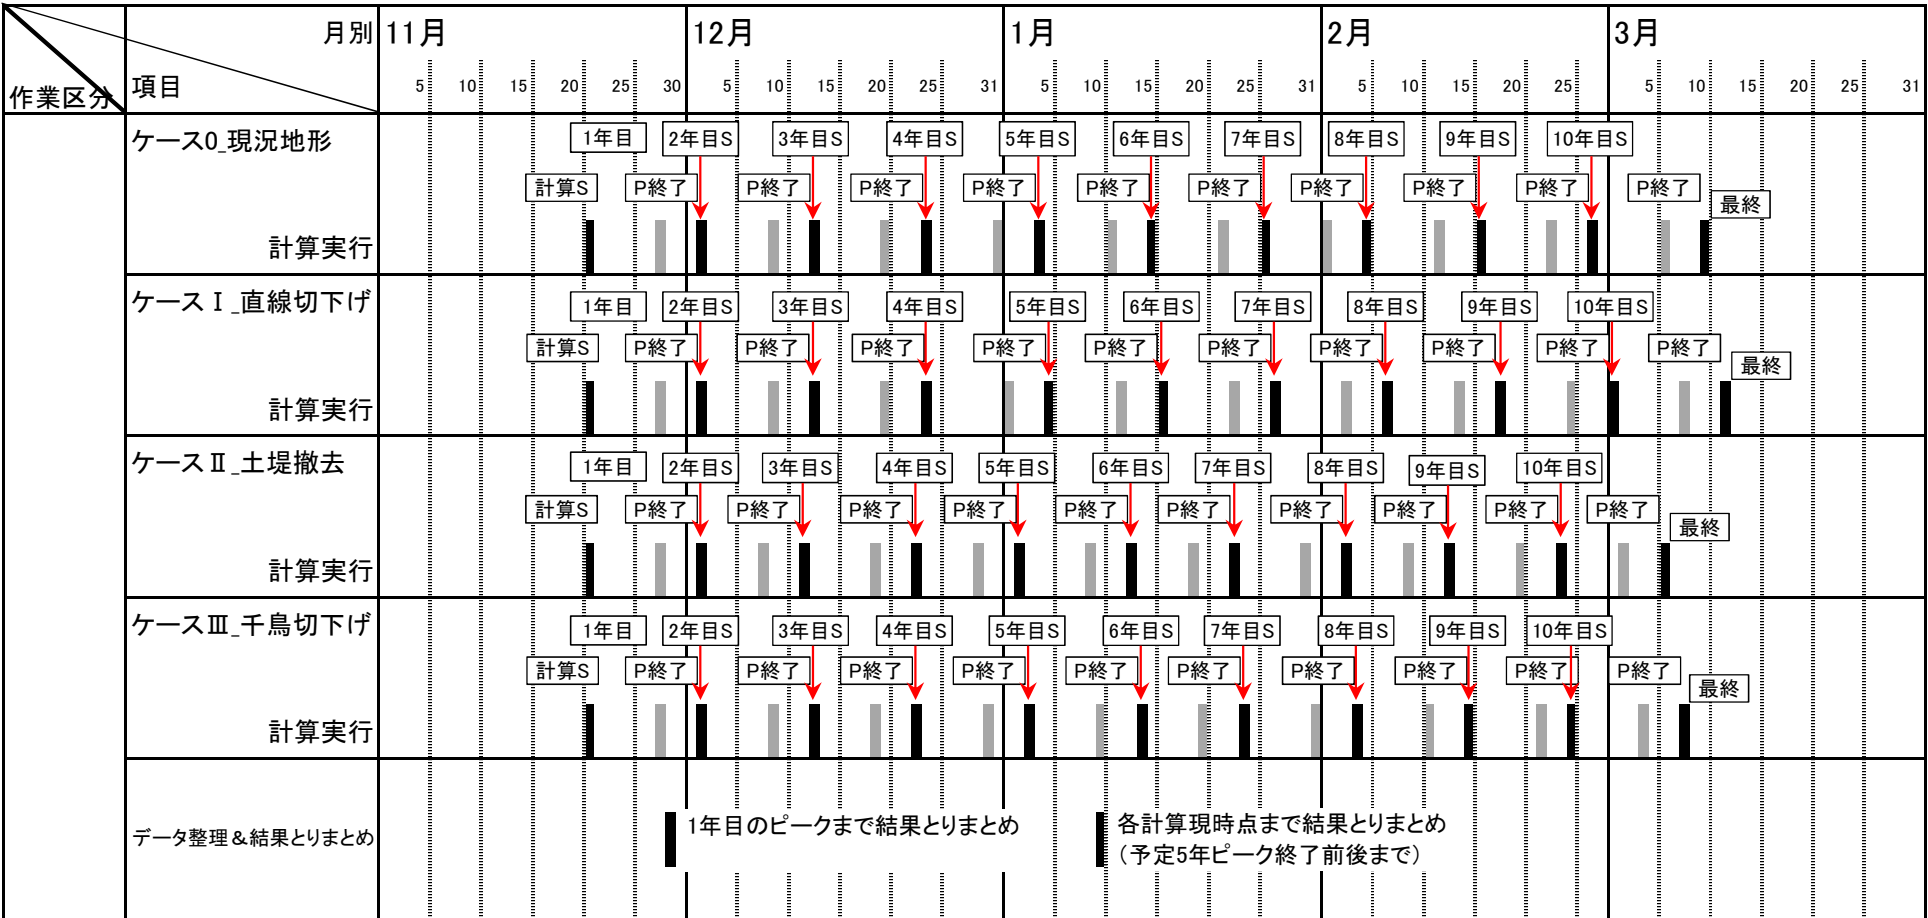 月別 11月 12月 1月 2月 3月
作業区分 項目 5 10 15 20 25 30 5 10 15 20 25 31 5 10 15 20 25 31 5 10 15 20 25 5 10 15 20 25 31
ケース0_現況地形 1年目 2年目S 3年目S 4年目S 5年目S 6年目S 7年目S 8年目S 9年目S 10年目S
計算S P終了 P終了 P終了 P終了 P終了 P終了 P終了 P終了 P終了 P終了
最終
計算実行
ケースⅠ_直線切下げ 1年目 2年目S 3年目S 4年目S 5年目S 6年目S 7年目S 8年目S 9年目S 10年目S
計算S P終了 P終了 P終了 P終了 P終了 P終了 P終了 P終了 P終了 P終了
最終
計算実行
ケースⅡ_土堤撤去 1年目 2年目S 3年目S 4年目S 5年目S 6年目S 7年目S 8年目S 9年目S 10年目S
計算S P終了 P終了 P終了 P終了 P終了 P終了 P終了 P終了 P終了 P終了
最終
計算実行
ケースⅢ_千鳥切下げ 1年目 2年目S 3年目S 4年目S 5年目S 6年目S 7年目S 8年目S 9年目S 10年目S
計算S P終了 P終了 P終了 P終了 P終了 P終了 P終了 P終了 P終了 P終了
最終
計算実行
データ整理＆結果とりまとめ
1年目のピークまで結果とりまとめ
各計算現時点まで結果とりまとめ
（予定5年ピーク終了前後まで）